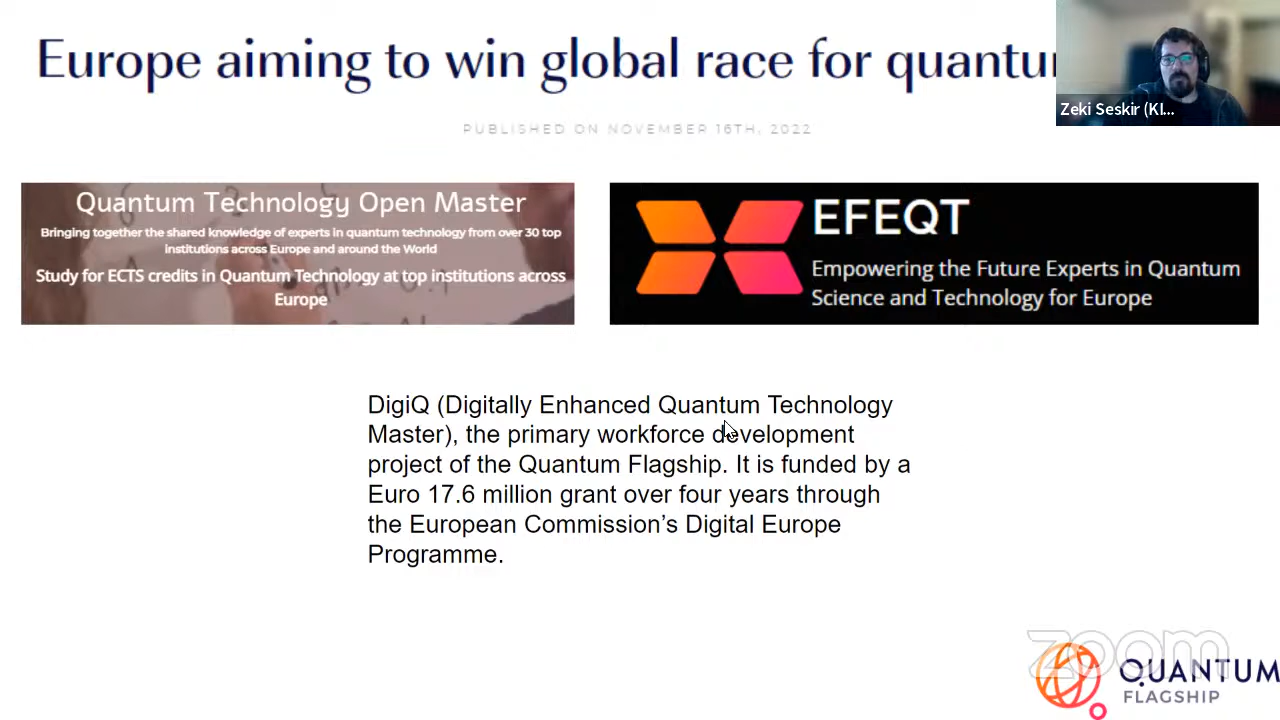 Europe aiming to win global race for
Zeki Seskir (KI...
PUBLISHED ON NOVEMBER 16TH, 2022
Quantum Technology Open Master
Bringing together the shared knowledge of experts in quantum technology from over 30 top
institutions across Europe and around the World
Study for ECTS credits in Quantum Technology at top institutions across
Europe
EFEQT
Empowering the Future Experts in Quantum
Science and Technology for Europe
DigiQ (Digitally Enhanced Quantum Technology
Master), the primary workforce development
project of the Quantum Flagship. It is funded by a
Euro 17.6 million grant over four years through
the European Commission’s Digital Europe
Programme.
zoom
QUANTUM
FLAGSHIP